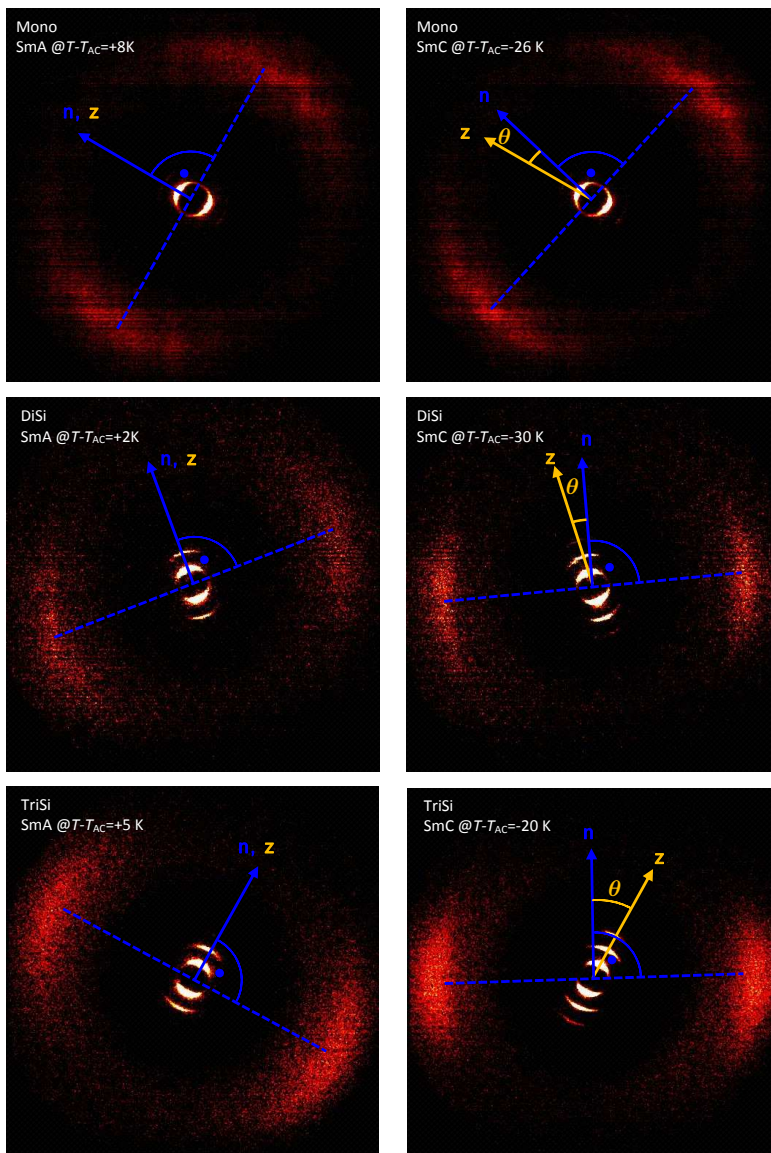 Mono
SmA @T-TAC=+8K
n, z
Mono
SmC @T-TAC=-26 K
n
z
θ
DiSi
SmA @T-TAC=+2K
n, z
DiSi
SmC @T-TAC=-30 K
n
z
θ
TriSi
SmA @T-TAC=+5 K
n, z
TriSi
SmC @T-TAC=-20 K
n
z
θ